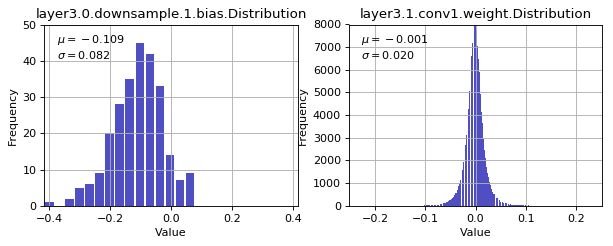 layer3.0.downsample.1.bias.Distribution
μ = −0.109
σ = 0.082
Frequency
50
40
30
20
10
0
−0.4 −0.2 0.0 0.2 0.4
Value
layer3.1.conv1.weight.Distribution
μ = −0.001
σ = 0.020
Frequency
8000
7000
6000
5000
4000
3000
2000
1000
0
−0.2 −0.1 0.0 0.1 0.2
Value